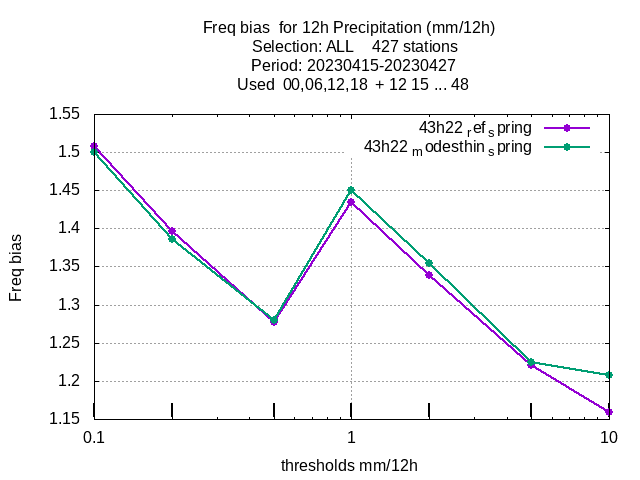 Freq bias  for 12h Precipitation (mm/12h)
Selection: ALL    427 stations
Period: 20230415-20230427
Used  00,06,12,18  + 12 15 ... 48
43h22 ref spring
43h22 modesthin spring
1.55
1.5
1.45
1.4
1.35
1.3
1.25
1.2
1.15
Freq bias
0.1
1
10
thresholds mm/12h